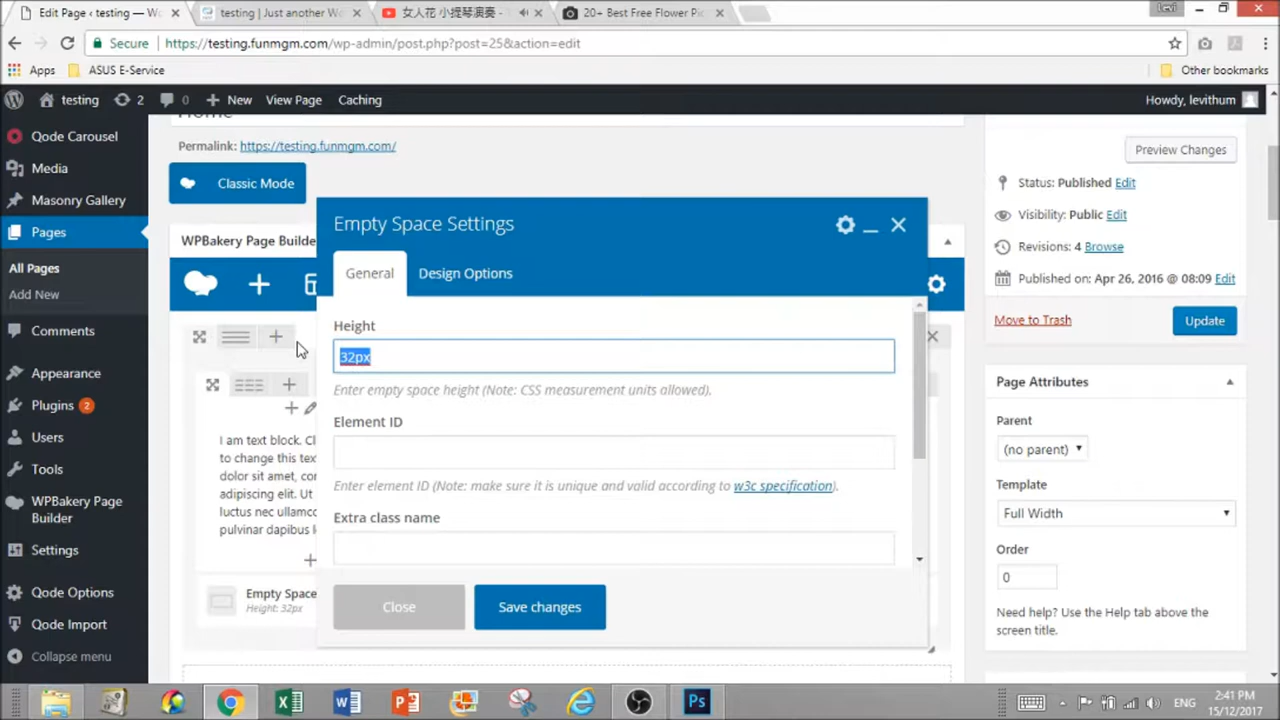 Edit Page ‹ testing — Wo
testing | Just another W
女人花 小提琴演奏 -
20+ Best Free Flower Pic
levi
Secure
https://testing.funmgm.com/wp-admin/post.php?post=25&action=edit
Apps
ASUS E-Service
Other bookmarks
testing
2
0
New
View Page
Caching
Howdy, levithum
Qode Carousel
Media
Masonry Gallery
Pages
All Pages
Add New
Comments
Appearance
Plugins 2
Users
Tools
WPBakery Page
Builder
Settings
Qode Options
Qode Import
Collapse menu
Home
Permalink: https://testing.funmgm.com/
Classic Mode
WPBakery Page Builde
I am text block. Cl
to change this tex
dolor sit amet, con
adipiscing elit. Ut
luctus nec ullamco
pulvinar dapibus l
Empty Space
Height: 32px
Empty Space Settings
General
Design Options
Height
32px
Enter empty space height (Note: CSS measurement units allowed).
Element ID
Enter element ID (Note: make sure it is unique and valid according to w3c specification).
Extra class name
Close
Save changes
Preview Changes
Status: Published Edit
Visibility: Public Edit
Revisions: 4 Browse
Published on: Apr 26, 2016 @ 08:09 Edit
Move to Trash
Update
Page Attributes
Parent
(no parent)
Template
Full Width
Order
0
Need help? Use the Help tab above the
screen title.
Ps
ENG
2:41 PM
15/12/2017